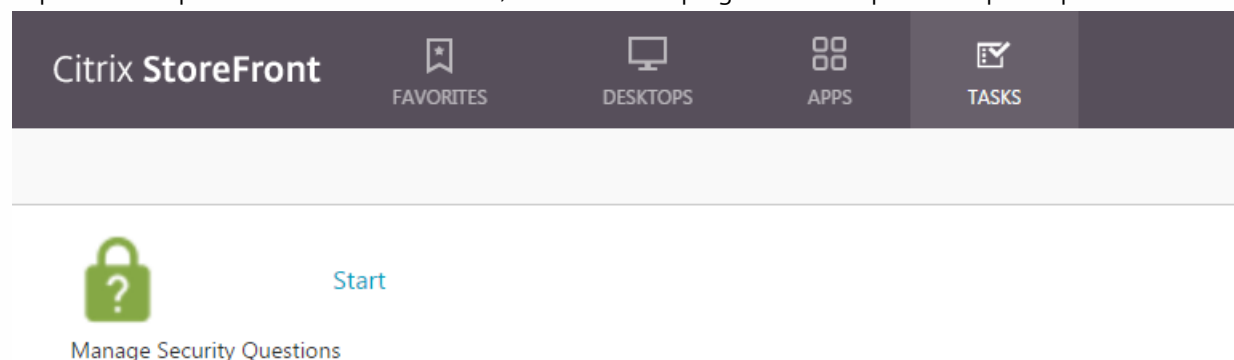 Citrix StoreFront
FAVORITES
DESKTOPS
APPS
TASKS
Start
Manage Security Questions